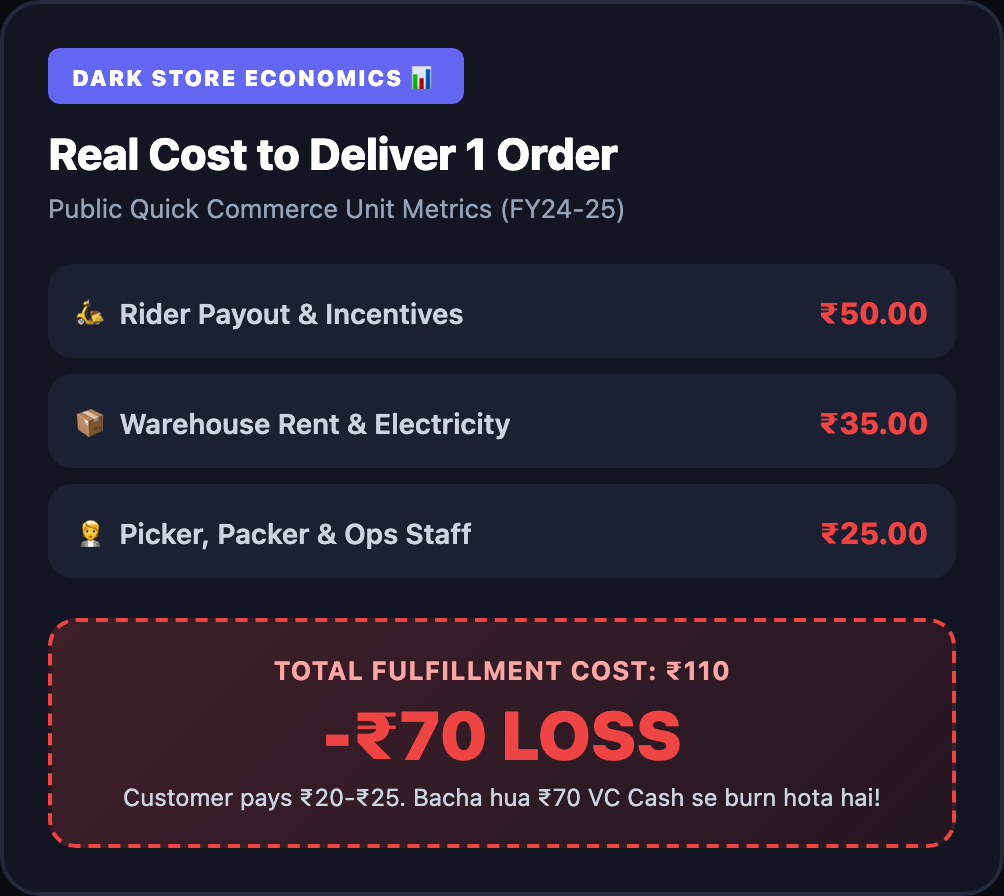 DARK STORE ECONOMICS 📊
Real Cost to Deliver 1 Order
Public Quick Commerce Unit Metrics (FY24-25)
🛵 Rider Payout & Incentives ₹50.00
📦 Warehouse Rent & Electricity ₹35.00
🧑‍💼 Picker, Packer & Ops Staff ₹25.00
TOTAL FULFILLMENT COST: ₹110
-₹70 LOSS
Customer pays ₹20-₹25. Bacha hua ₹70 VC Cash se burn hota hai!